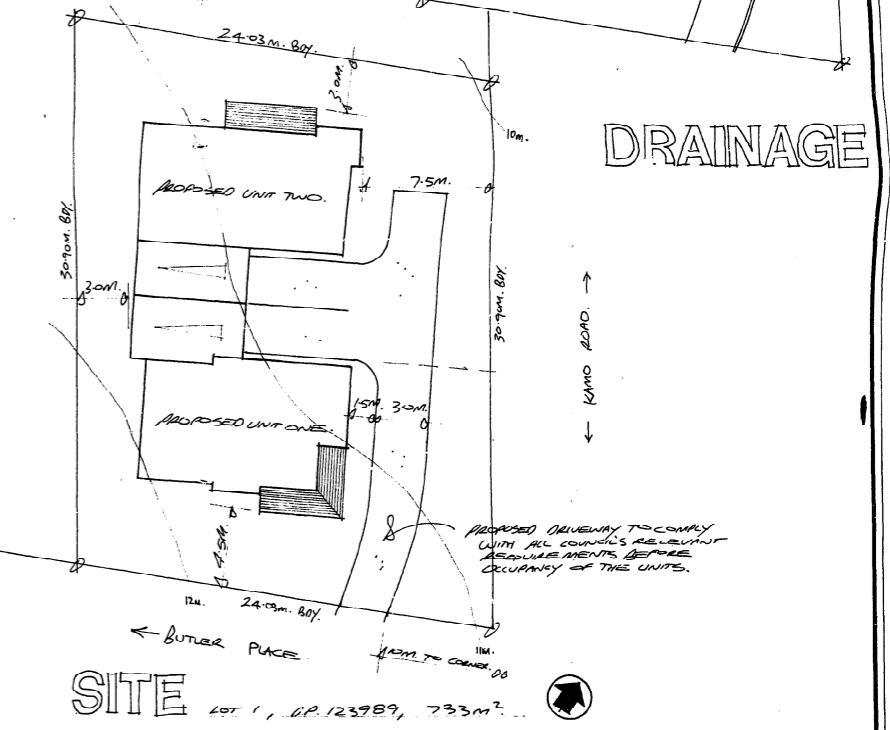 24.03M. BDY.
3.0M.
10M.
DRAINAGE
PROPOSED UNIT TWO.
7.5M.
30.90M. BDY.
3.0M.
30.90M. BDY.
← KAMO ROAD. →
1.5M. 3.0M.
PROPOSED UNIT ONE.
4.5M.
PROPOSED DRIVEWAY TO COMPLY
WITH ALL COUNCIL'S RELEVANT
REQUIREMENTS BEFORE
OCCUPANCY OF THE UNITS.
12M.
24.03M. BDY.
← BUTLER PLACE
11M.
TO CORNER.
SITE
LOT 1, D.P. 123989, 733M².